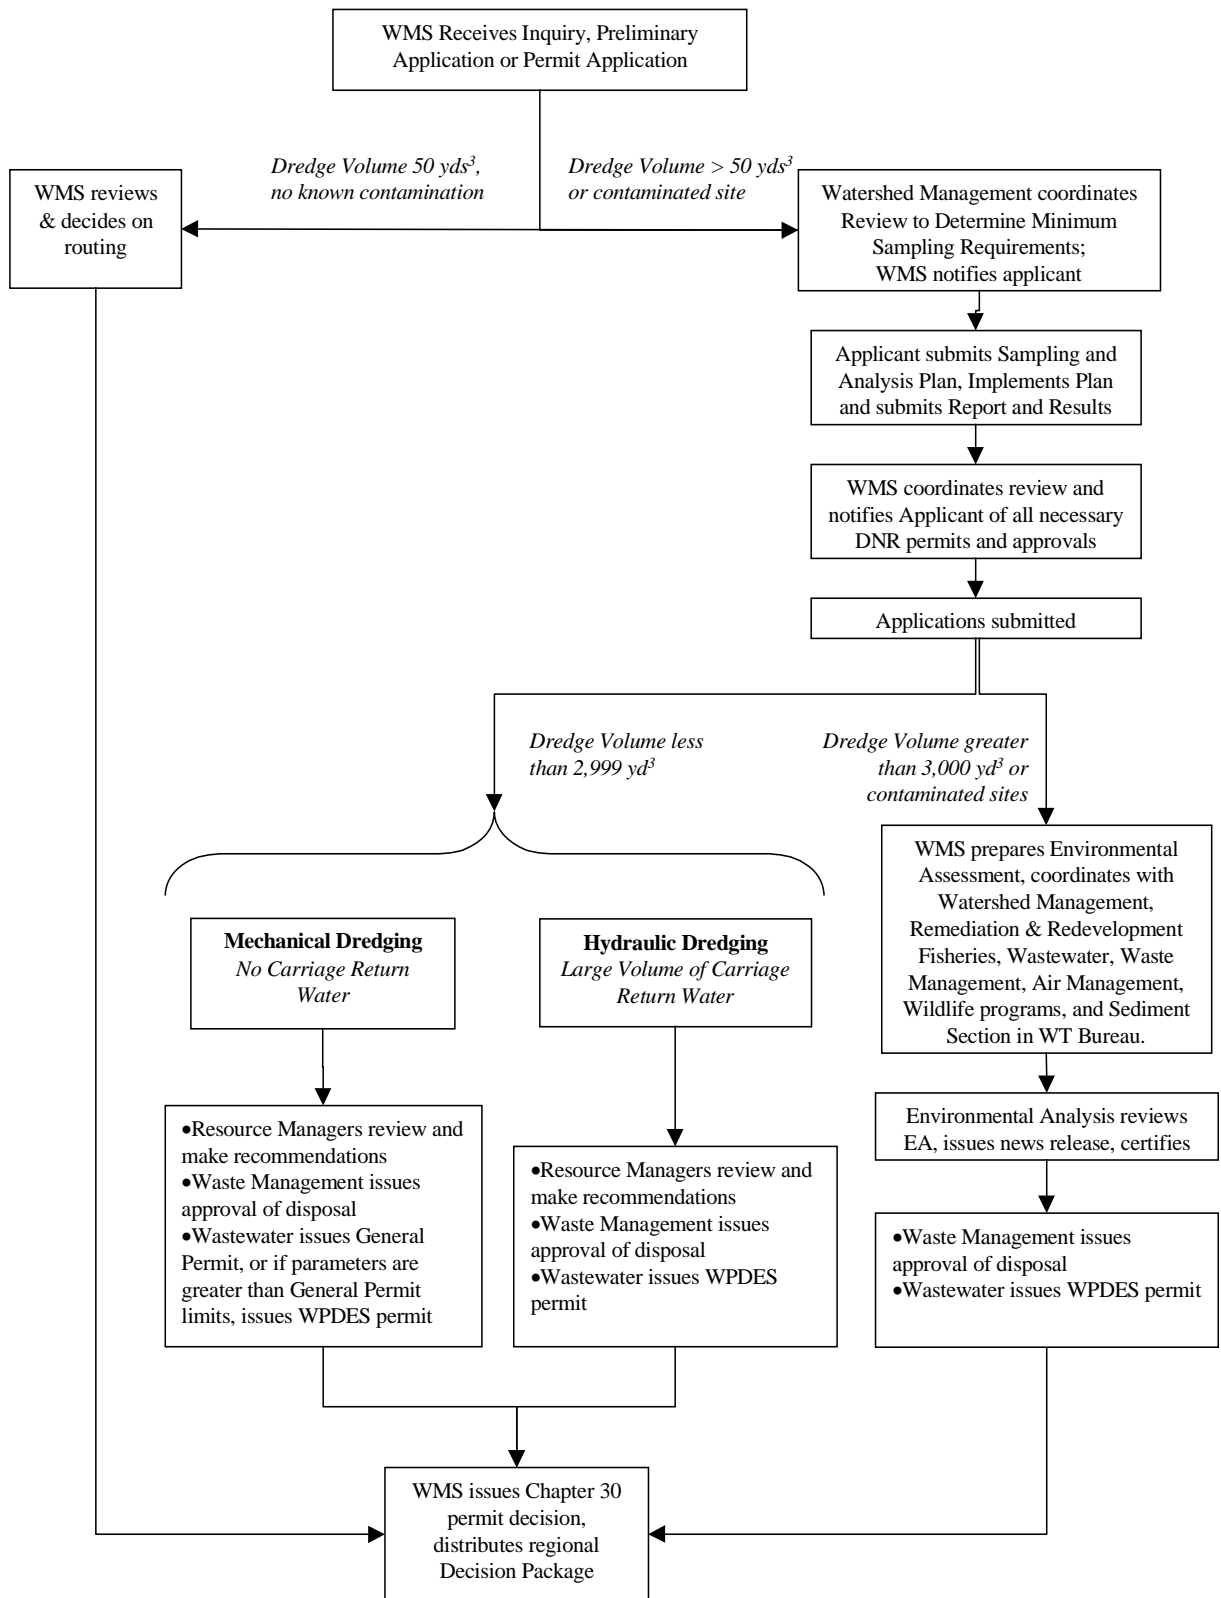 WMS Receives Inquiry, Preliminary
Application or Permit Application
Dredge Volume 50 yds³,
no known contamination
Dredge Volume > 50 yds³
or contaminated site
WMS reviews
& decides on
routing
Watershed Management coordinates
Review to Determine Minimum
Sampling Requirements;
WMS notifies applicant
Applicant submits Sampling and
Analysis Plan, Implements Plan
and submits Report and Results
WMS coordinates review and
notifies Applicant of all necessary
DNR permits and approvals
Applications submitted
Dredge Volume less
than 2,999 yd³
Dredge Volume greater
than 3,000 yd³ or
contaminated sites
WMS prepares Environmental
Assessment, coordinates with
Watershed Management,
Remediation & Redevelopment
Fisheries, Wastewater, Waste
Management, Air Management,
Wildlife programs, and Sediment
Section in WT Bureau.
Mechanical Dredging
No Carriage Return
Water
Hydraulic Dredging
Large Volume of Carriage
Return Water
Environmental Analysis reviews
EA, issues news release, certifies
•Resource Managers review and
make recommendations
•Waste Management issues
approval of disposal
•Wastewater issues General
Permit, or if parameters are
greater than General Permit
limits, issues WPDES permit
•Resource Managers review and
make recommendations
•Waste Management issues
approval of disposal
•Wastewater issues WPDES
permit
•Waste Management issues
approval of disposal
•Wastewater issues WPDES permit
WMS issues Chapter 30
permit decision,
distributes regional
Decision Package